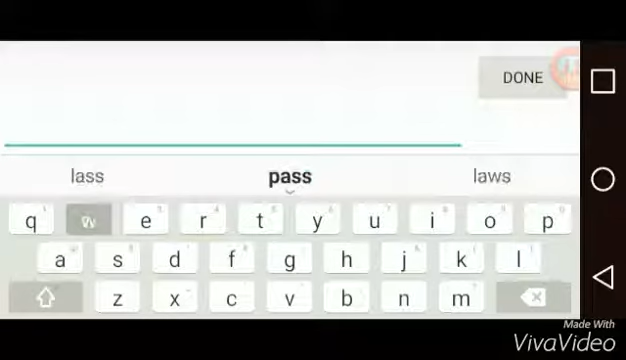 DONE
lass pass laws
q w e r t y u i o p
a s d f g h j k l
z x c v b n m
Made With
VivaVideo